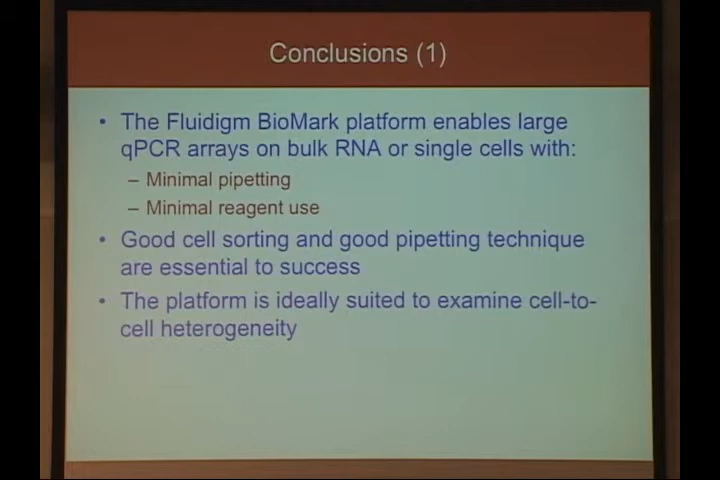 Conclusions (1)
• The Fluidigm BioMark platform enables large
qPCR arrays on bulk RNA or single cells with:
– Minimal pipetting
– Minimal reagent use
• Good cell sorting and good pipetting technique
are essential to success
• The platform is ideally suited to examine cell-to-
cell heterogeneity